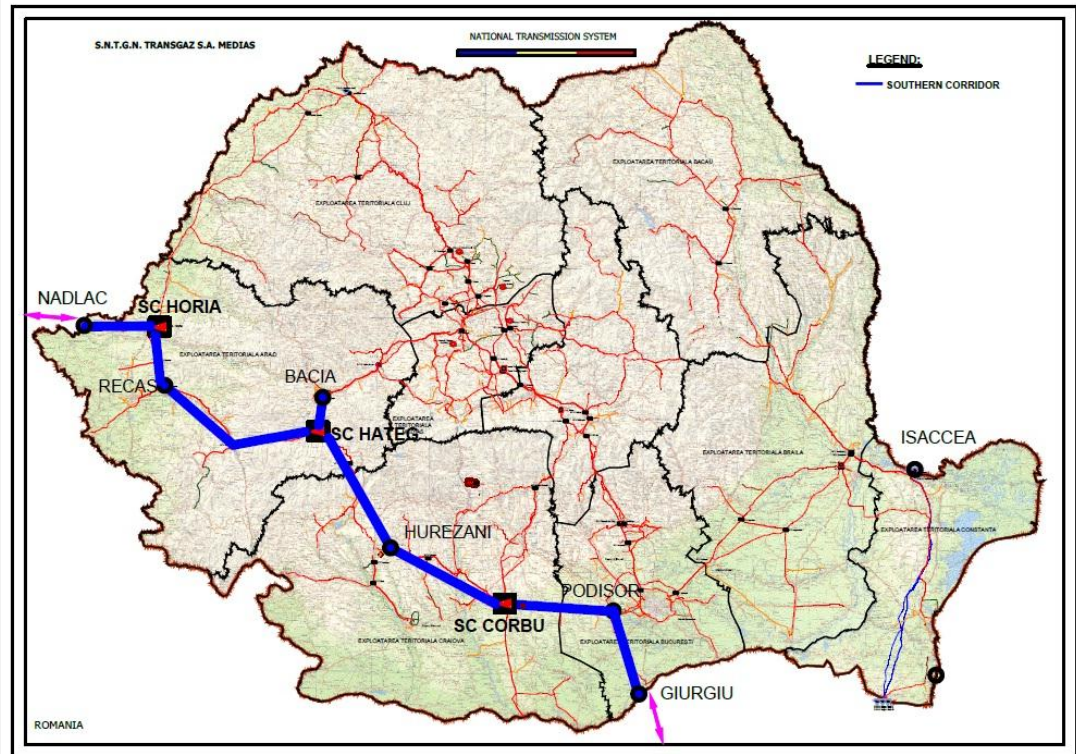 S.N.T.G.N. TRANSGAZ S.A. MEDIAS
NATIONAL TRANSMISSION SYSTEM
LEGEND:
SOUTHERN CORRIDOR
EXPLOATAREA TERITORIALA BACAU
EXPLOATAREA TERITORIALA CLUJ
NADLAC
SC HORIA
EXPLOATAREA TERITORIALA ARAD
RECAS
BACIA
EXPLOATAREA
TERITORIALA
SC HATEG
ISACCEA
EXPLOATAREA TERITORIALA BRAILA
EXPLOATAREA TERITORIALA CONSTANTA
HUREZANI
PODISOR
SC CORBU
EXPLOATAREA TERITORIALA CRAIOVA
EXPLOATAREA TERITORIALA BUCURESTI
GIURGIU
ROMANIA